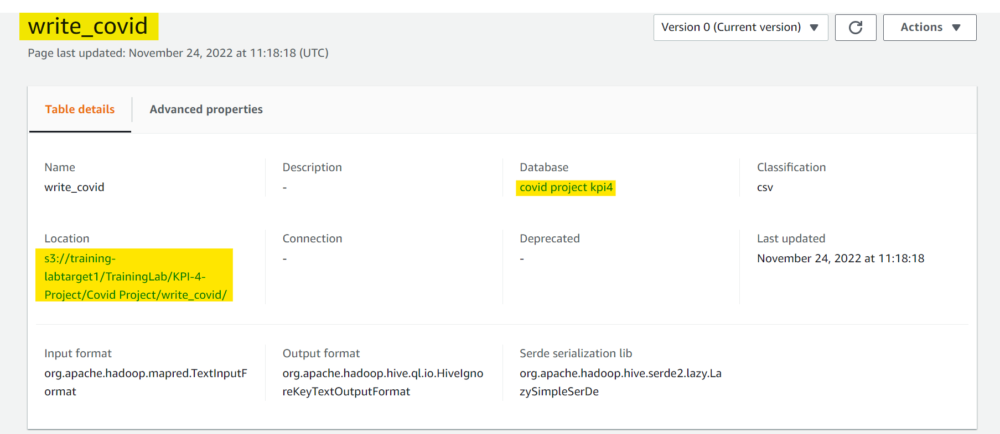 write_covid
Version 0 (Current version)
Actions
Page last updated: November 24, 2022 at 11:18:18 (UTC)
Table details
Advanced properties
Name
write_covid
Description
-
Database
covid project kpi4
Classification
csv
Location
s3://training-
labtarget1/TrainingLab/KPI-4-
Project/Covid Project/write_covid/
Connection
-
Deprecated
-
Last updated
November 24, 2022 at 11:18:18
Input format
org.apache.hadoop.mapred.TextInputF
ormat
Output format
org.apache.hadoop.hive.ql.io.HiveIgno
reKeyTextOutputFormat
Serde serialization lib
org.apache.hadoop.hive.serde2.lazy.La
zySimpleSerDe